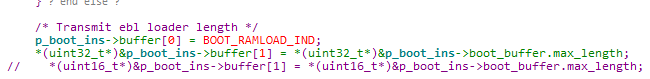 } ? end else ?
/* Transmit ebl loader length */
p_boot_ins->buffer[0] = BOOT_RAMLOAD_IND;
*(uint32_t*)&p_boot_ins->buffer[1] = *(uint32_t*)&p_boot_ins->boot_buffer.max_length;
// *(uint16_t*)&p_boot_ins->buffer[1] = *(uint16_t*)&p_boot_ins->boot_buffer.max_length;